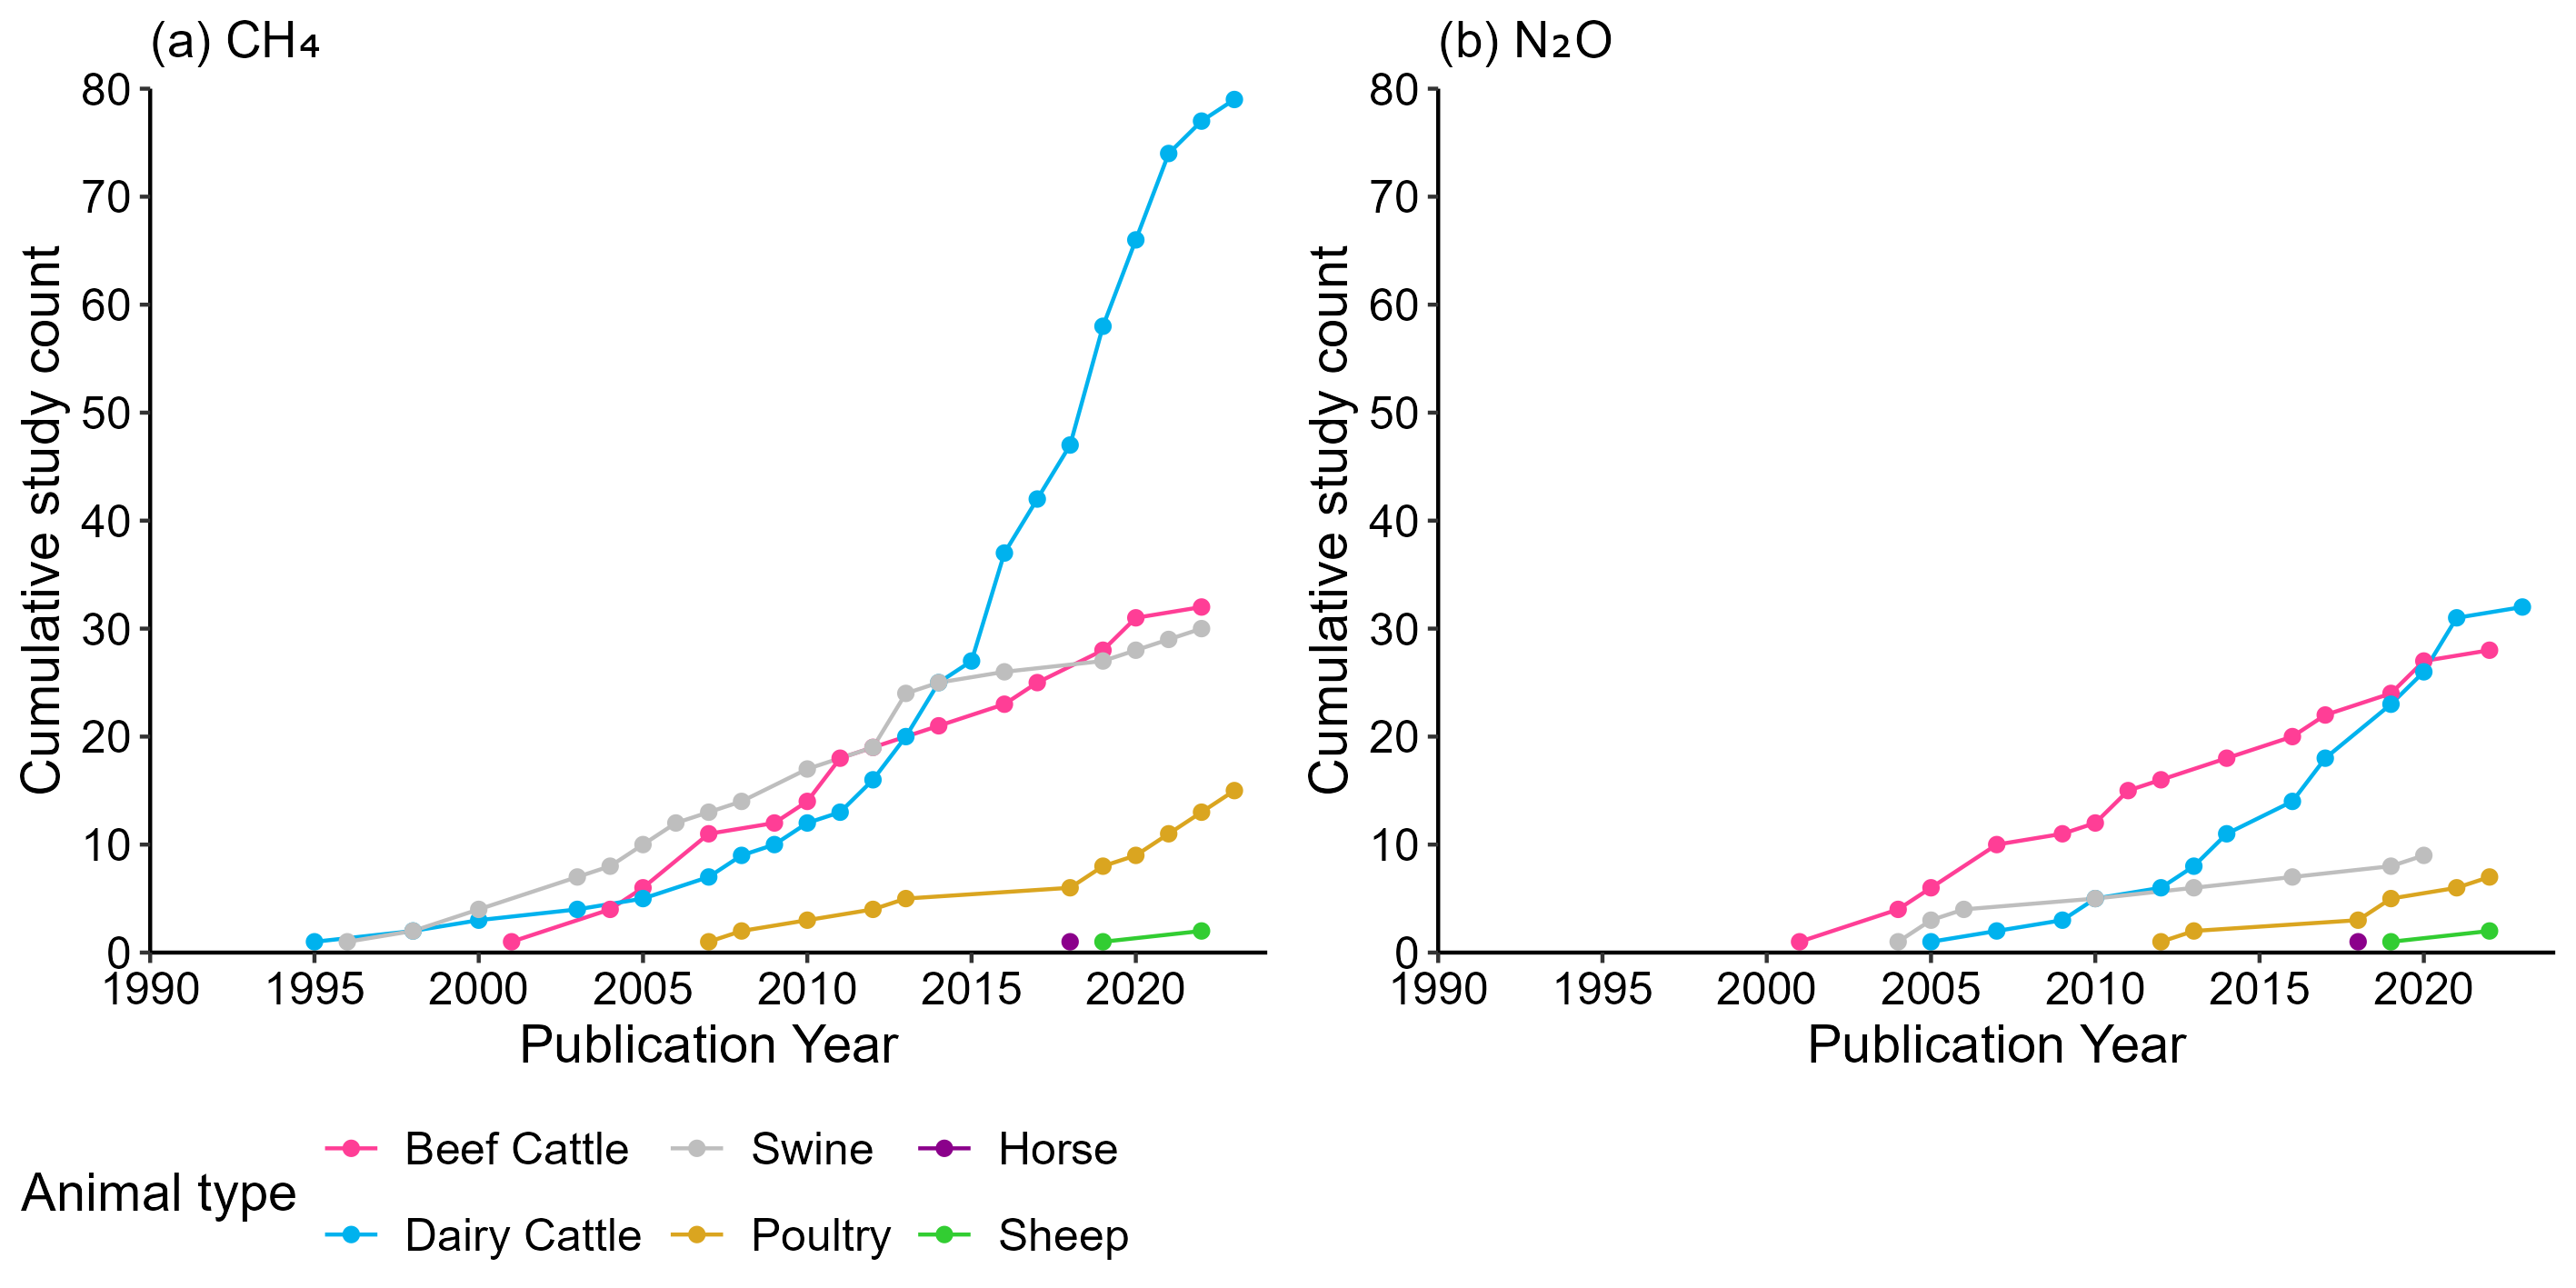 (a) CH₄
80
70
60
50
40
30
20
10
0
Cumulative study count
1990 1995 2000 2005 2010 2015 2020
Publication Year
(b) N₂O
80
70
60
50
40
30
20
10
0
Cumulative study count
1990 1995 2000 2005 2010 2015 2020
Publication Year
Animal type
Beef Cattle Swine Horse
Dairy Cattle Poultry Sheep